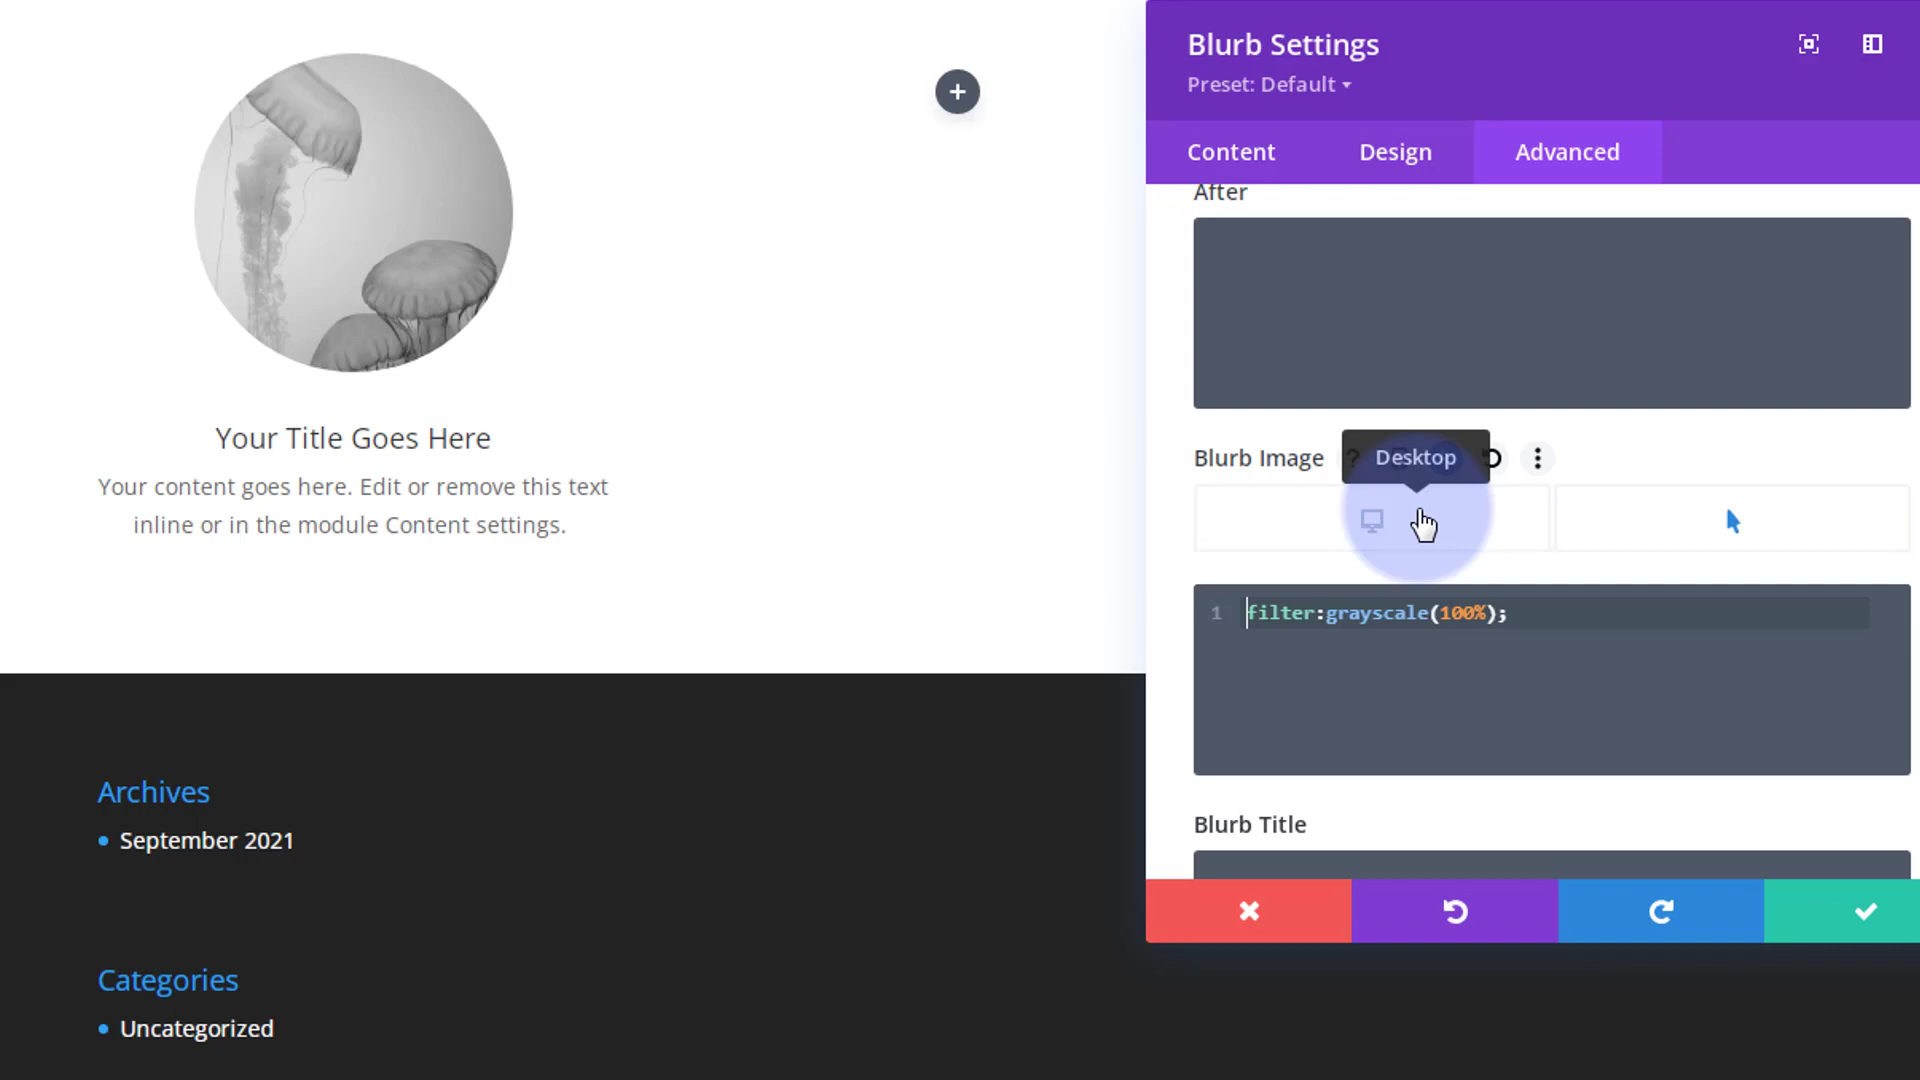 Your Title Goes Here
Your content goes here. Edit or remove this text
inline or in the module Content settings.
Archives
September 2021
Categories
Uncategorized
Blurb Settings
Preset: Default
Content
Design
Advanced
After
Blurb Image
?
Desktop
1 filter:grayscale(100%);
Blurb Title